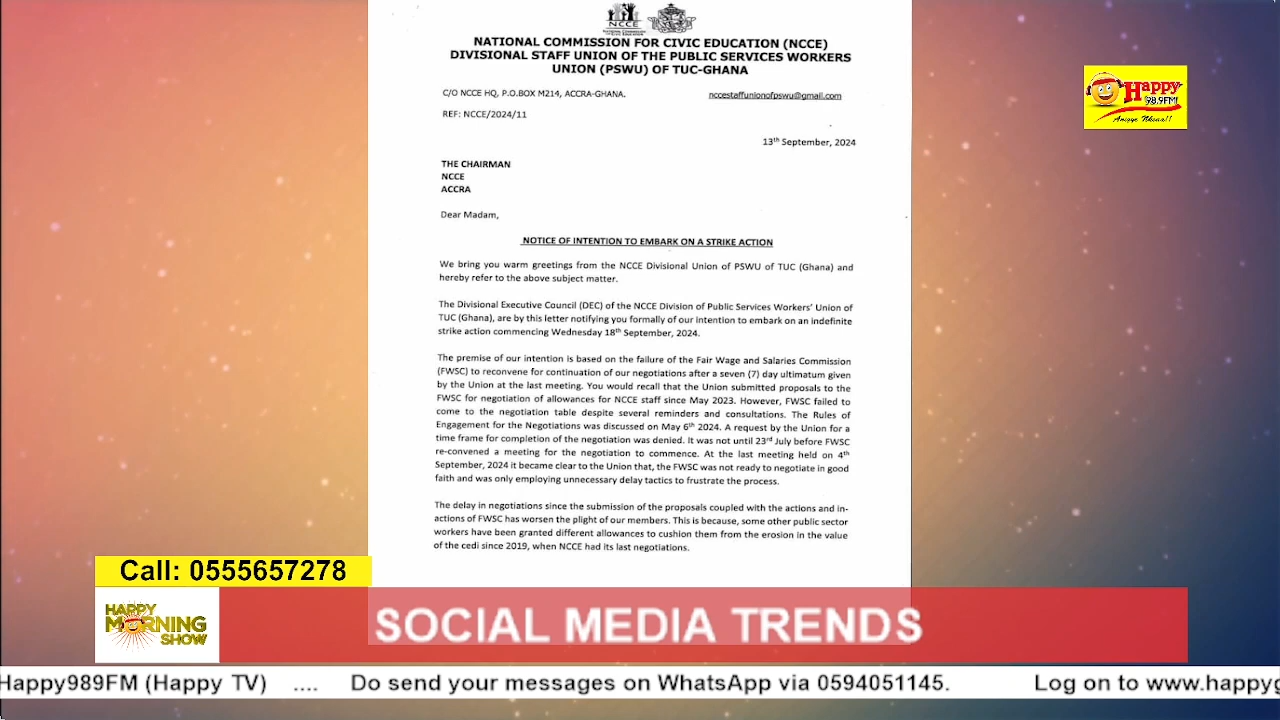 NCCE
NATIONAL COMMISSION FOR CIVIC EDUCATION (NCCE)
DIVISIONAL STAFF UNION OF THE PUBLIC SERVICES WORKERS
UNION (PSWU) OF TUC-GHANA
C/O NCCE HQ, P.O.BOX M214, ACCRA-GHANA.
nccestaffunionofpswu@gmail.com
REF: NCCE/2024/11
13th September, 2024
THE CHAIRMAN
NCCE
ACCRA
Dear Madam,
NOTICE OF INTENTION TO EMBARK ON A STRIKE ACTION
We bring you warm greetings from the NCCE Divisional Union of PSWU of TUC (Ghana) and
hereby refer to the above subject matter.
The Divisional Executive Council (DEC) of the NCCE Division of Public Services Workers' Union of
TUC (Ghana), are by this letter notifying you formally of our intention to embark on an indefinite
strike action commencing Wednesday 18th September, 2024.
The premise of our intention is based on the failure of the Fair Wage and Salaries Commission
(FWSC) to reconvene for continuation of our negotiations after a seven (7) day ultimatum given
by the Union at the last meeting. You would recall that the Union submitted proposals to the
FWSC for negotiation of allowances for NCCE staff since May 2023. However, FWSC failed to
come to the negotiation table despite several reminders and consultations. The Rules of
Engagement for the Negotiations was discussed on May 6th 2024. A request by the Union for a
time frame for completion of the negotiation was denied. It was not until 23rd July before FWSC
re-convened a meeting for the negotiation to commence. At the last meeting held on 4th
September, 2024 it became clear to the Union that, the FWSC was not ready to negotiate in good
faith and was only employing unnecessary delay tactics to frustrate the process.
The delay in negotiations since the submission of the proposals coupled with the actions and in-
actions of FWSC has worsen the plight of our members. This is because, some other public sector
workers have been granted different allowances to cushion them from the erosion in the value
of the cedi since 2019, when NCCE had its last negotiations.
Happy
98.9FM
Anigye Nkoaa!!
Call: 0555657278
HAPPY
MORNING
SHOW
SOCIAL MEDIA TRENDS
Happy989FM (Happy TV) .... Do send your messages on WhatsApp via 0594051145. Log on to www.happyg